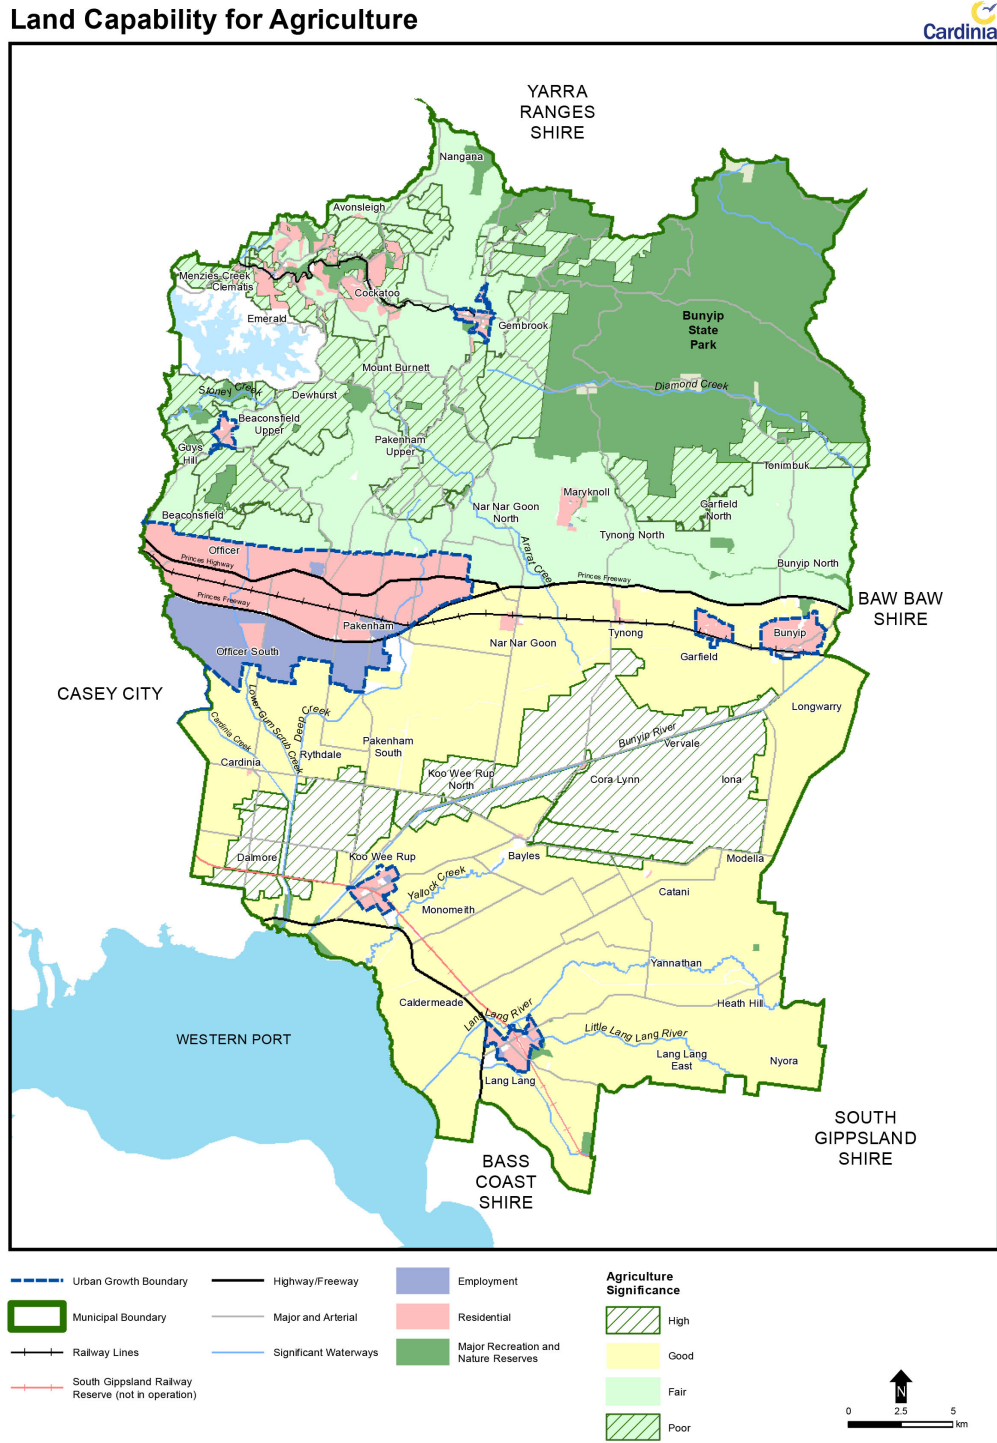 Land Capability for Agriculture
Cardinia
YARRA
RANGES
SHIRE
Nangana
Avonsleigh
Menzies Creek
Clematis
Cockatoo
Emerald
Gembrook
Bunyip
State
Park
Mount Burnett
Diamond Creek
Stoney Creek
Dewhurst
Beaconsfield
Upper
Guys
Hill
Pakenham
Upper
Tonimbuk
Maryknoll
Nar Nar Goon
North
Garfield
North
Beaconsfield
Tynong North
Officer
Ararat Creek
Bunyip North
Princes Highway
Princes Freeway
Princes Freeway
BAW BAW
SHIRE
Pakenham
Nar Nar Goon
Tynong
Bunyip
Officer South
Garfield
CASEY CITY
Lower Gum Scrub Creek
Deep Creek
Cardinia Creek
Longwarry
Bunyip River
Vervale
Pakenham
South
Rythdale
Cardinia
Koo Wee Rup
North
Cora Lynn
Iona
Dalmore
Koo Wee Rup
Bayles
Modella
Yallock Creek
Catani
Monomeith
Yannathan
Caldermeade
Heath Hill
Lang Lang River
Little Lang Lang River
WESTERN PORT
Lang Lang
East
Nyora
Lang Lang
SOUTH
GIPPSLAND
SHIRE
BASS
COAST
SHIRE
Urban Growth Boundary
Highway/Freeway
Employment
Agriculture
Significance
Municipal Boundary
Major and Arterial
Residential
High
Railway Lines
Significant Waterways
Major Recreation and
Nature Reserves
Good
South Gippsland Railway
Reserve (not in operation)
Fair
Poor
N
0 2.5 5
km